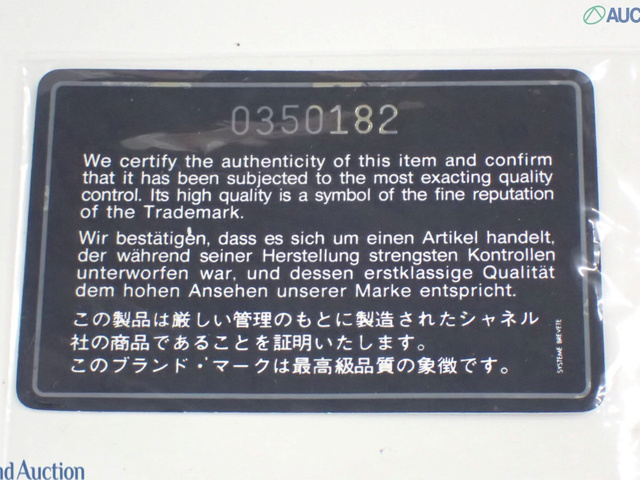 AUC
0350182
We certify the authenticity of this item and confirm
that it has been subjected to the most exacting quality
control. Its high quality is a symbol of the fine reputation
of the Trademark.
Wir bestätigen, dass es sich um einen Artikel handelt,
der während seiner Herstellung strengsten Kontrollen
unterworfen war, und dessen erstklassige Qualität
dem hohen Ansehen unserer Marke entspricht.
この製品は厳しい管理のもとに製造されたシャネル
社の商品であることを証明いたします。
このブランド・マークは最高級品質の象徴です。
SYSTEME BREVETE
nd Auction